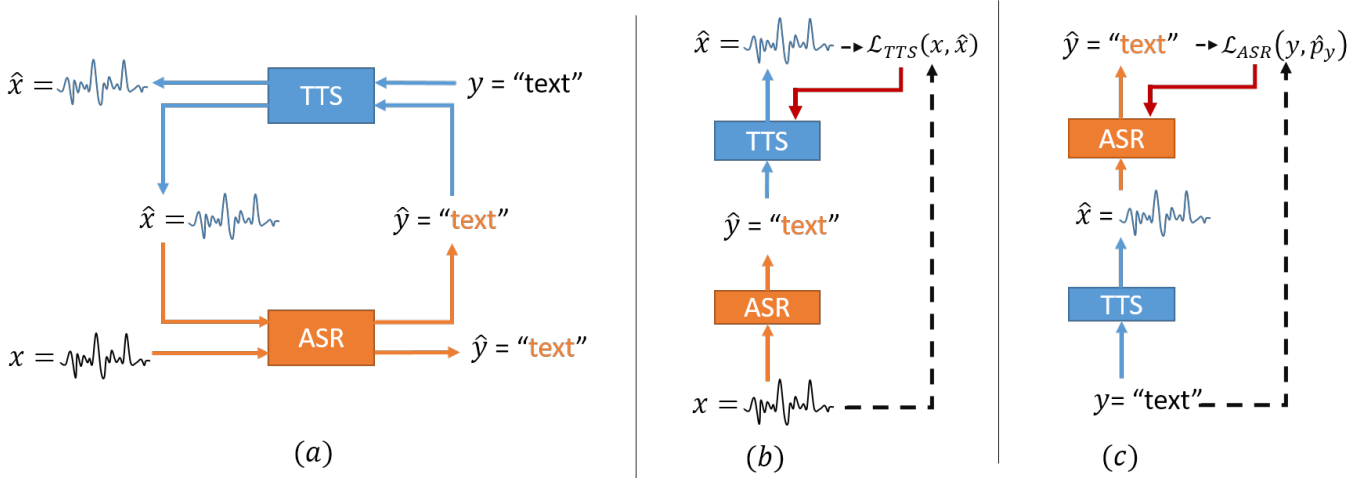 x̂ =
TTS
y = “text”
x̂ =
ŷ = “text”
x =
ASR
ŷ = “text”
(a)
x̂ =
ℒ_TTS(x, x̂)
TTS
ŷ = “text”
ASR
x =
(b)
ŷ = “text”
ℒ_ASR(y, p̂_y)
ASR
x̂ =
TTS
y= “text”
(c)